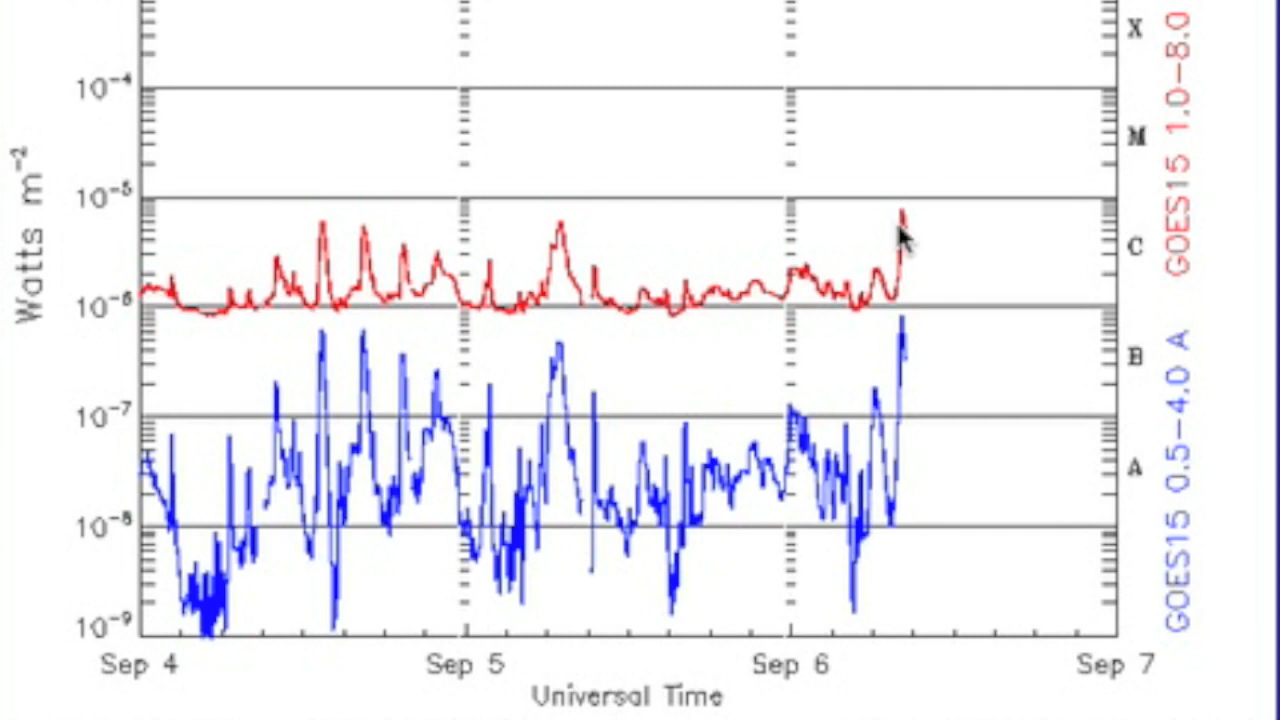 X
10⁻⁴
M
10⁻⁵
C
10⁻⁶
B
10⁻⁷
A
10⁻⁸
10⁻⁹
Sep 4 Sep 5 Sep 6 Sep 7
Universal Time
Watts m⁻²
GOES15 1.0-8.0
GOES15 0.5-4.0 A